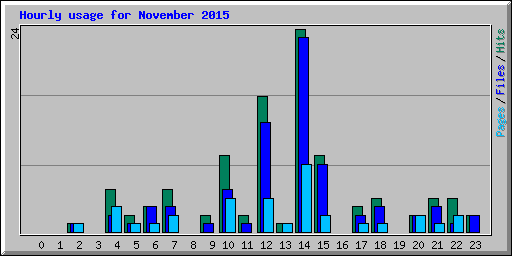 Hourly usage for November 2015
24
Pages / Files / Hits
0 1 2 3 4 5 6 7 8 9 10 11 12 13 14 15 16 17 18 19 20 21 22 23